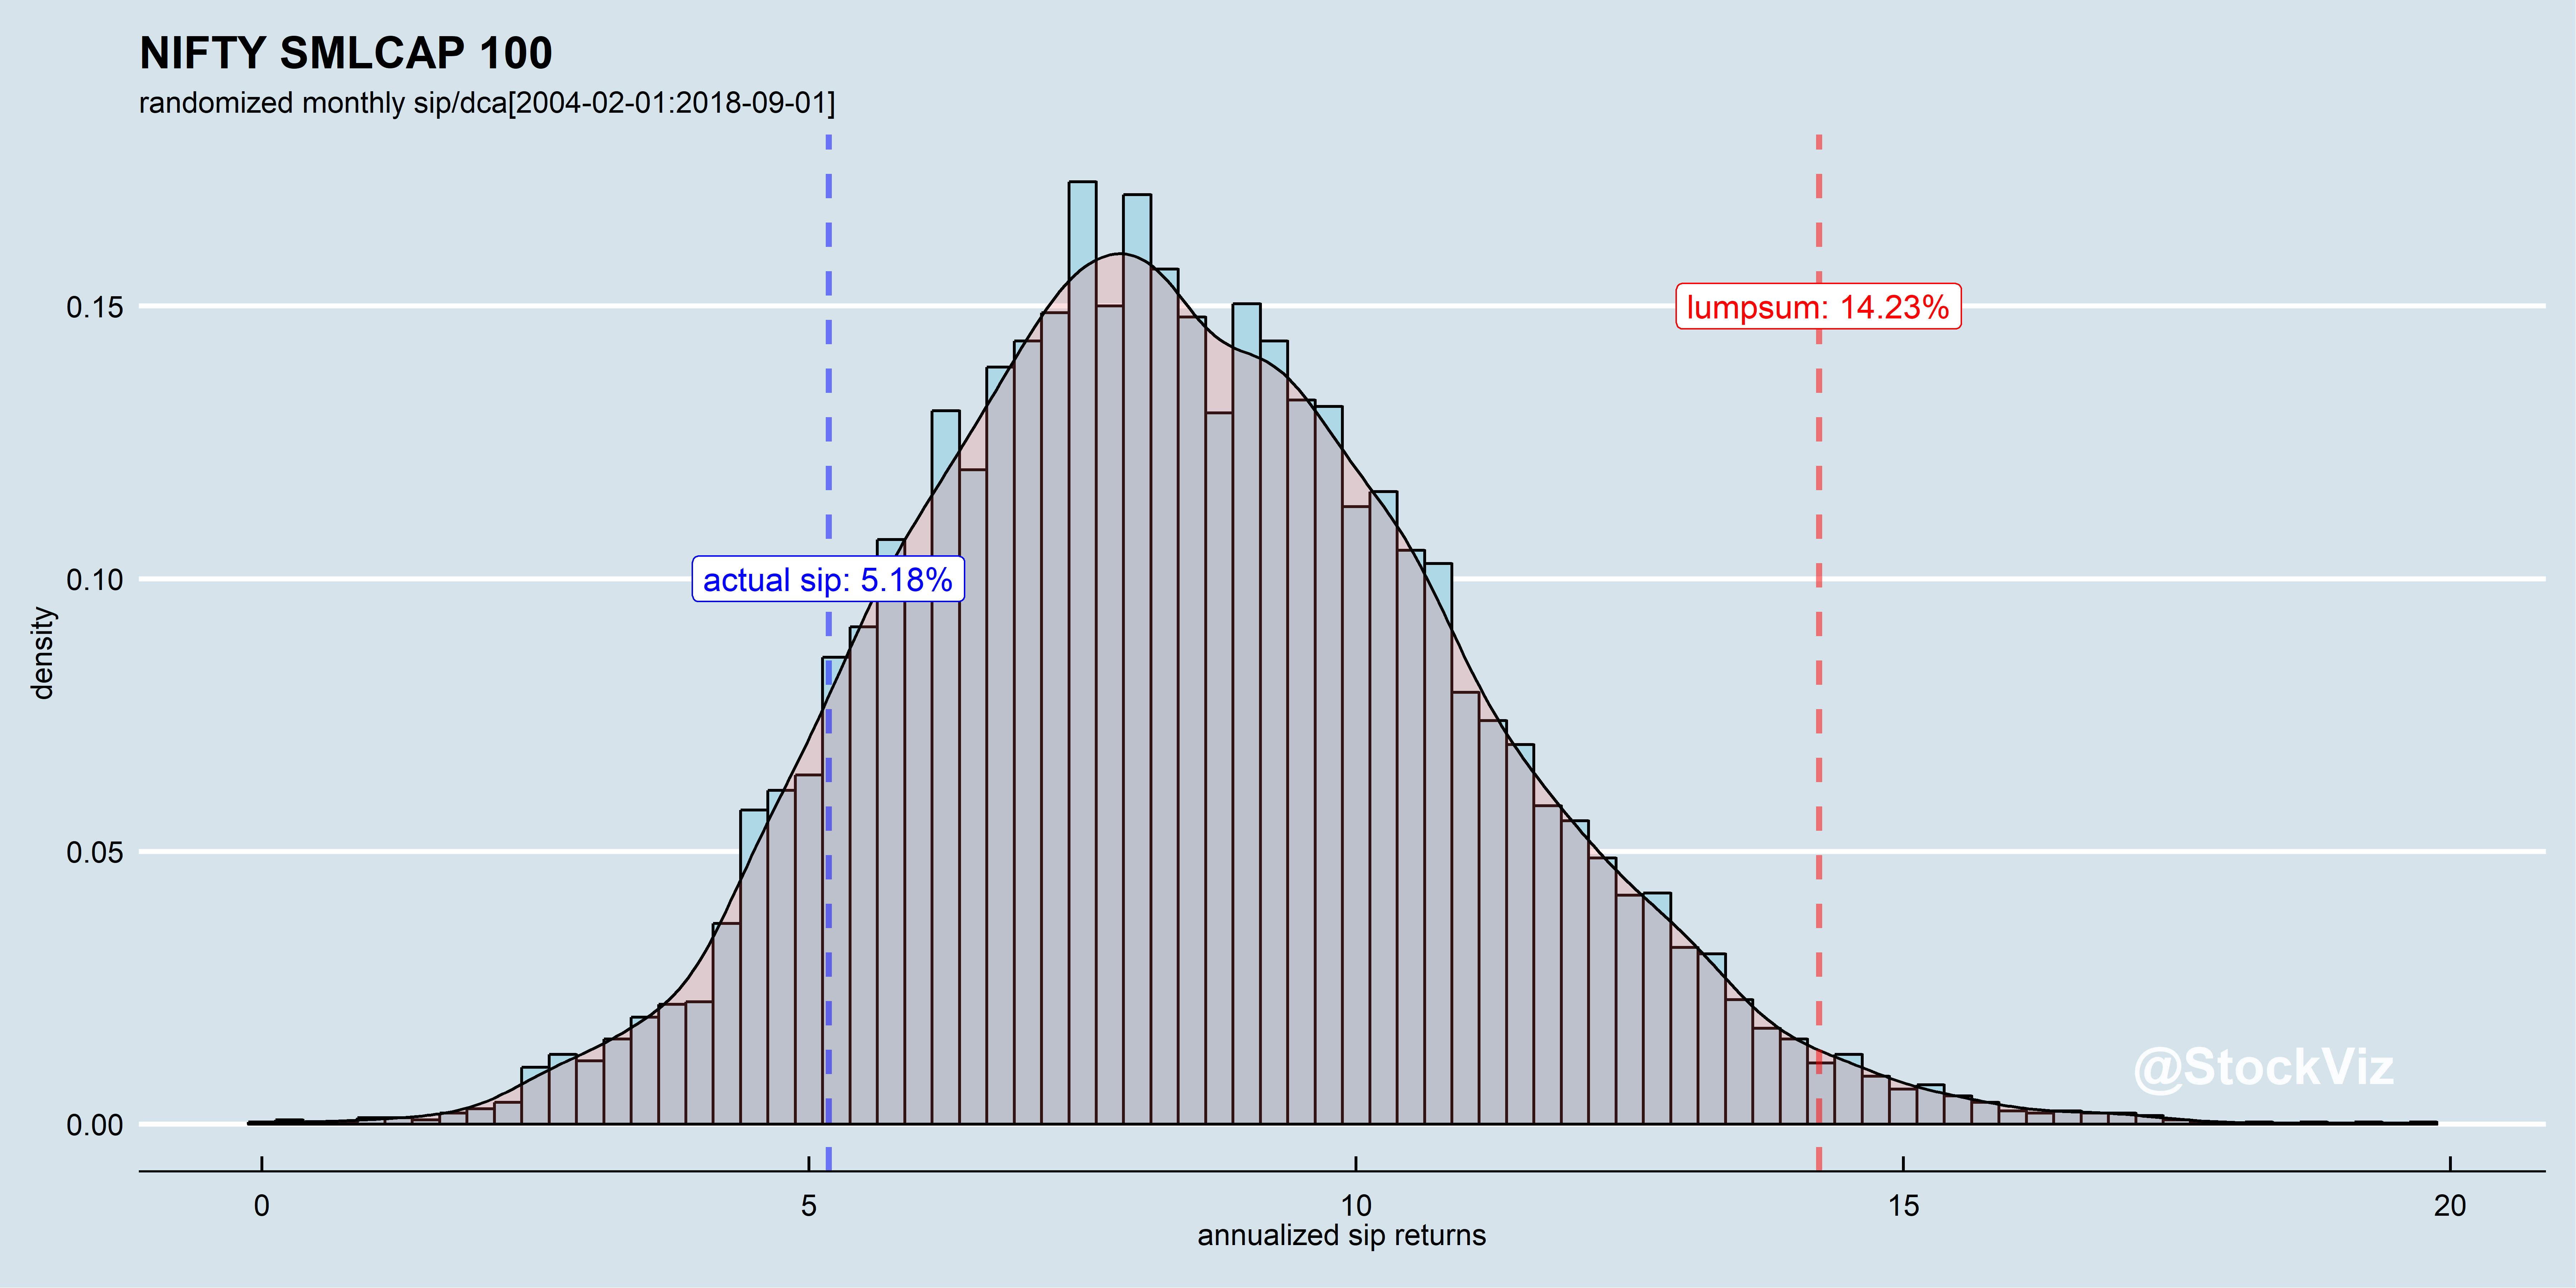 NIFTY SMLCAP 100
randomized monthly sip/dca[2004-02-01:2018-09-01]
lumpsum: 14.23%
actual sip: 5.18%
density
0.15
0.10
0.05
0.00
@StockViz
0
5
10
15
20
annualized sip returns